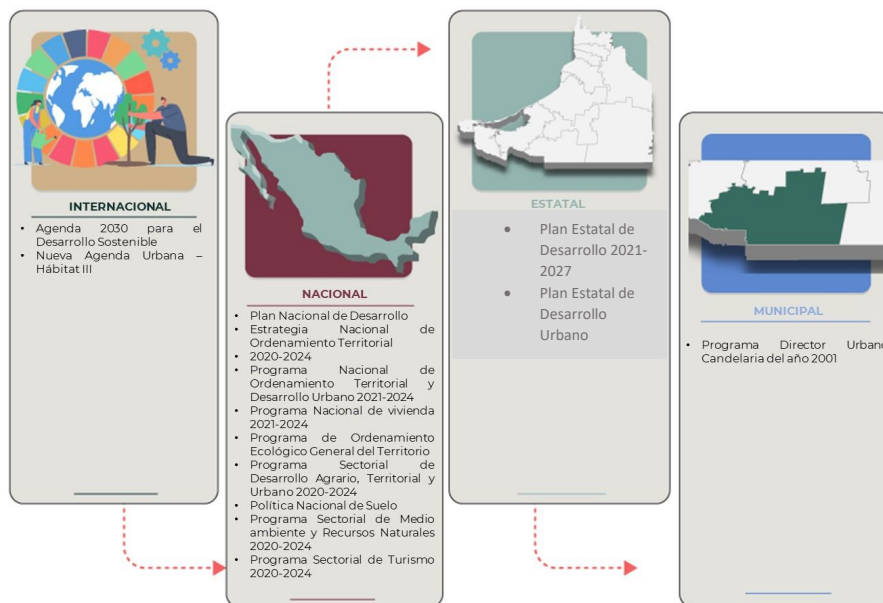 INTERNACIONAL
• Agenda 2030 para el
Desarrollo Sostenible
• Nueva Agenda Urbana –
Hábitat III
NACIONAL
• Plan Nacional de Desarrollo
• Estrategia Nacional de
Ordenamiento Territorial
• 2020-2024
• Programa Nacional de
Ordenamiento Territorial y
Desarrollo Urbano 2021-2024
• Programa Nacional de vivienda
2021-2024
• Programa de Ordenamiento
Ecológico General del Territorio
• Programa Sectorial de
Desarrollo Agrario, Territorial y
Urbano 2020-2024
• Política Nacional de Suelo
• Programa Sectorial de Medio
ambiente y Recursos Naturales
2020-2024
• Programa Sectorial de Turismo
2020-2024
ESTATAL
• Plan Estatal de
Desarrollo 2021-
2027
• Plan Estatal de
Desarrollo
Urbano
MUNICIPAL
• Programa Director Urbano
Candelaria del año 2001